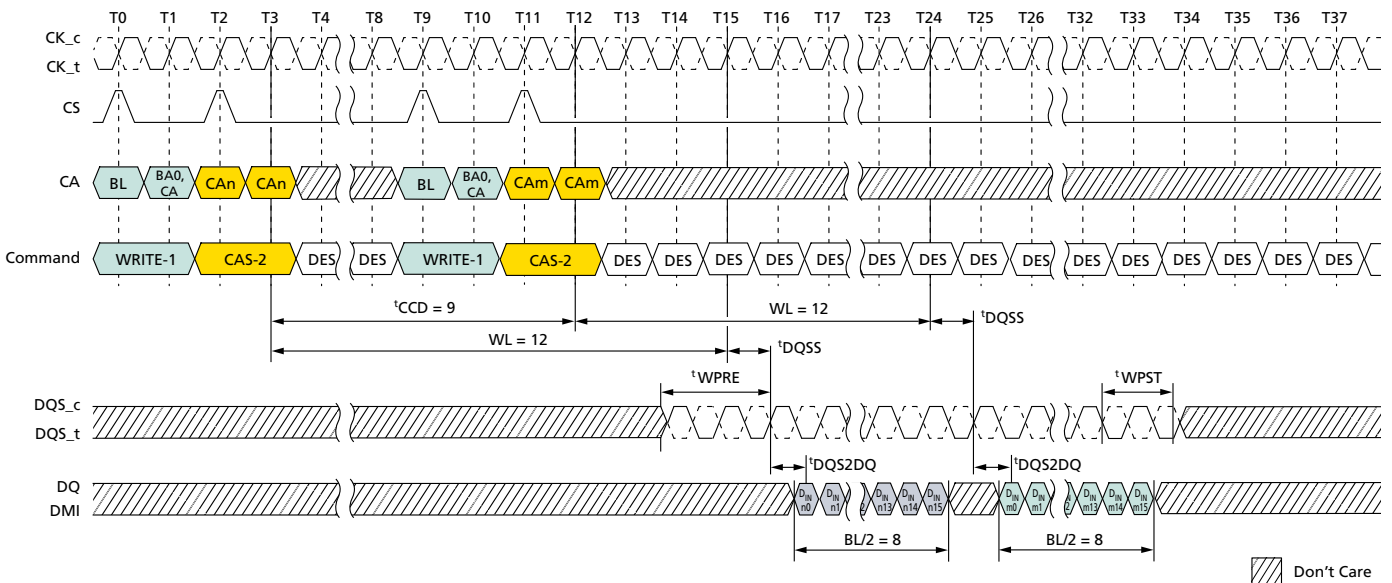 T0 T1 T2 T3 T4 T8 T9 T10 T11 T12 T13 T14 T15 T16 T17 T23 T24 T25 T26 T32 T33 T34 T35 T36 T37
CK_c
CK_t
CS
CA BL BA0, CA CAn CAn BL BA0, CA CAm CAm
Command WRITE-1 CAS-2 DES DES WRITE-1 CAS-2 DES DES DES DES DES DES DES DES DES DES DES DES DES DES DES
tCCD = 9 WL = 12 tDQSS
WL = 12 tDQSS
tWPRE tWPST
DQS_c
DQS_t
tDQS2DQ tDQS2DQ
DQ
DMI
DIN n0 DIN n1 DIN n13 DIN n14 DIN n15 DIN m0 DIN m1 DIN m13 DIN m14 DIN m15
BL/2 = 8 BL/2 = 8
Don't Care